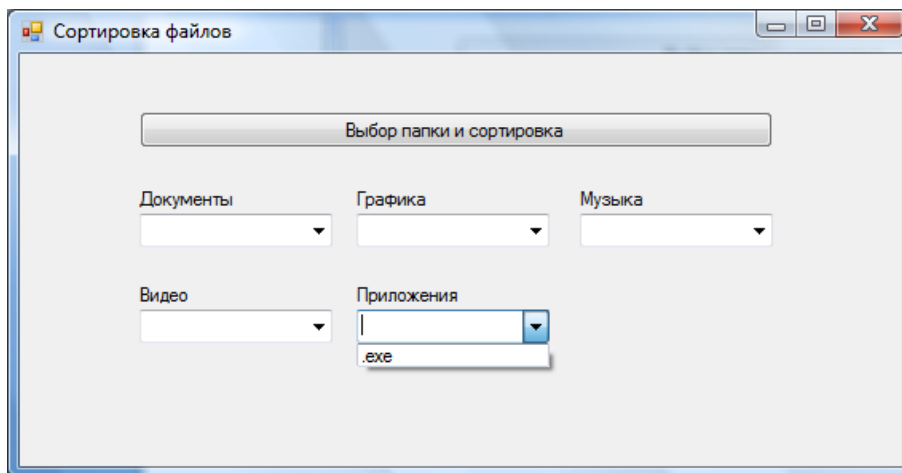 Сортировка файлов
Выбор папки и сортировка
Документы
Графика
Музыка
Видео
Приложения
.exe